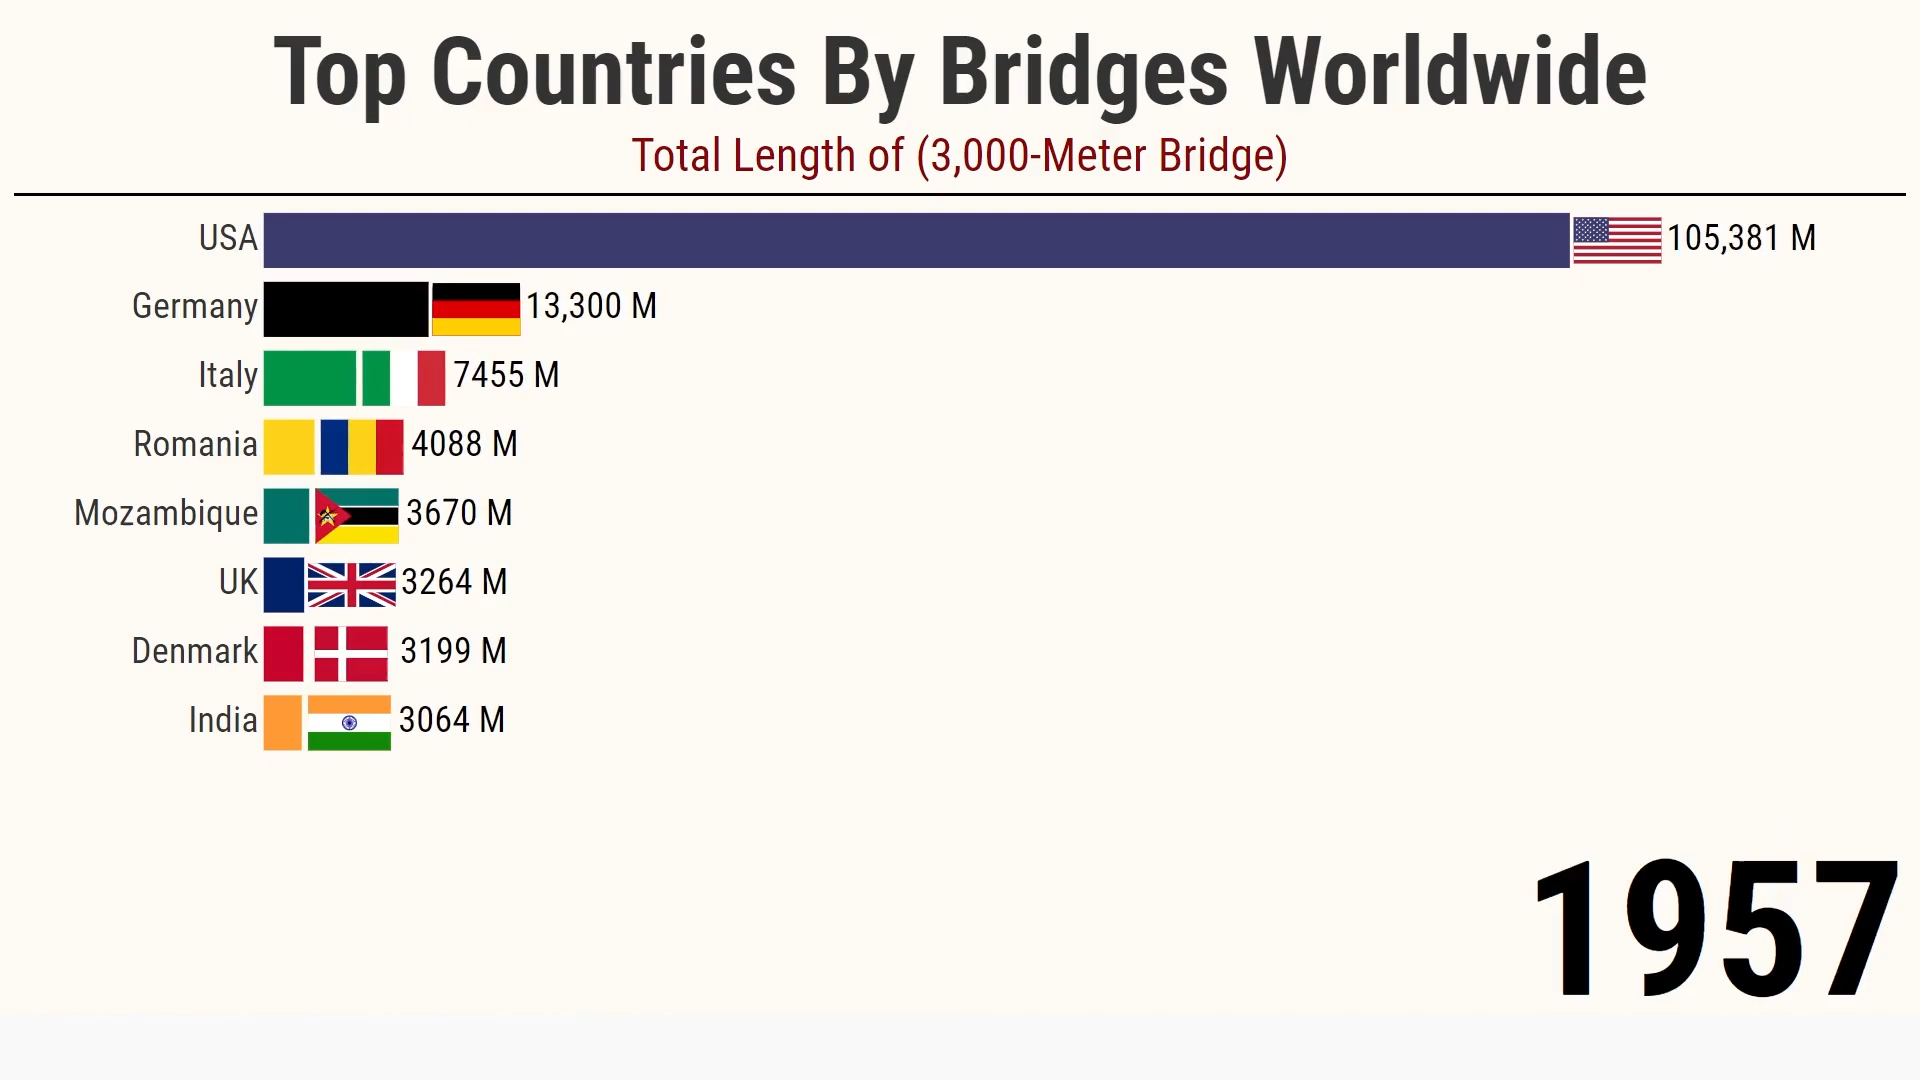 Top Countries By Bridges Worldwide
Total Length of (3,000-Meter Bridge)
USA 105,381 M
Germany 13,300 M
Italy 7455 M
Romania 4088 M
Mozambique 3670 M
UK 3264 M
Denmark 3199 M
India 3064 M
1957